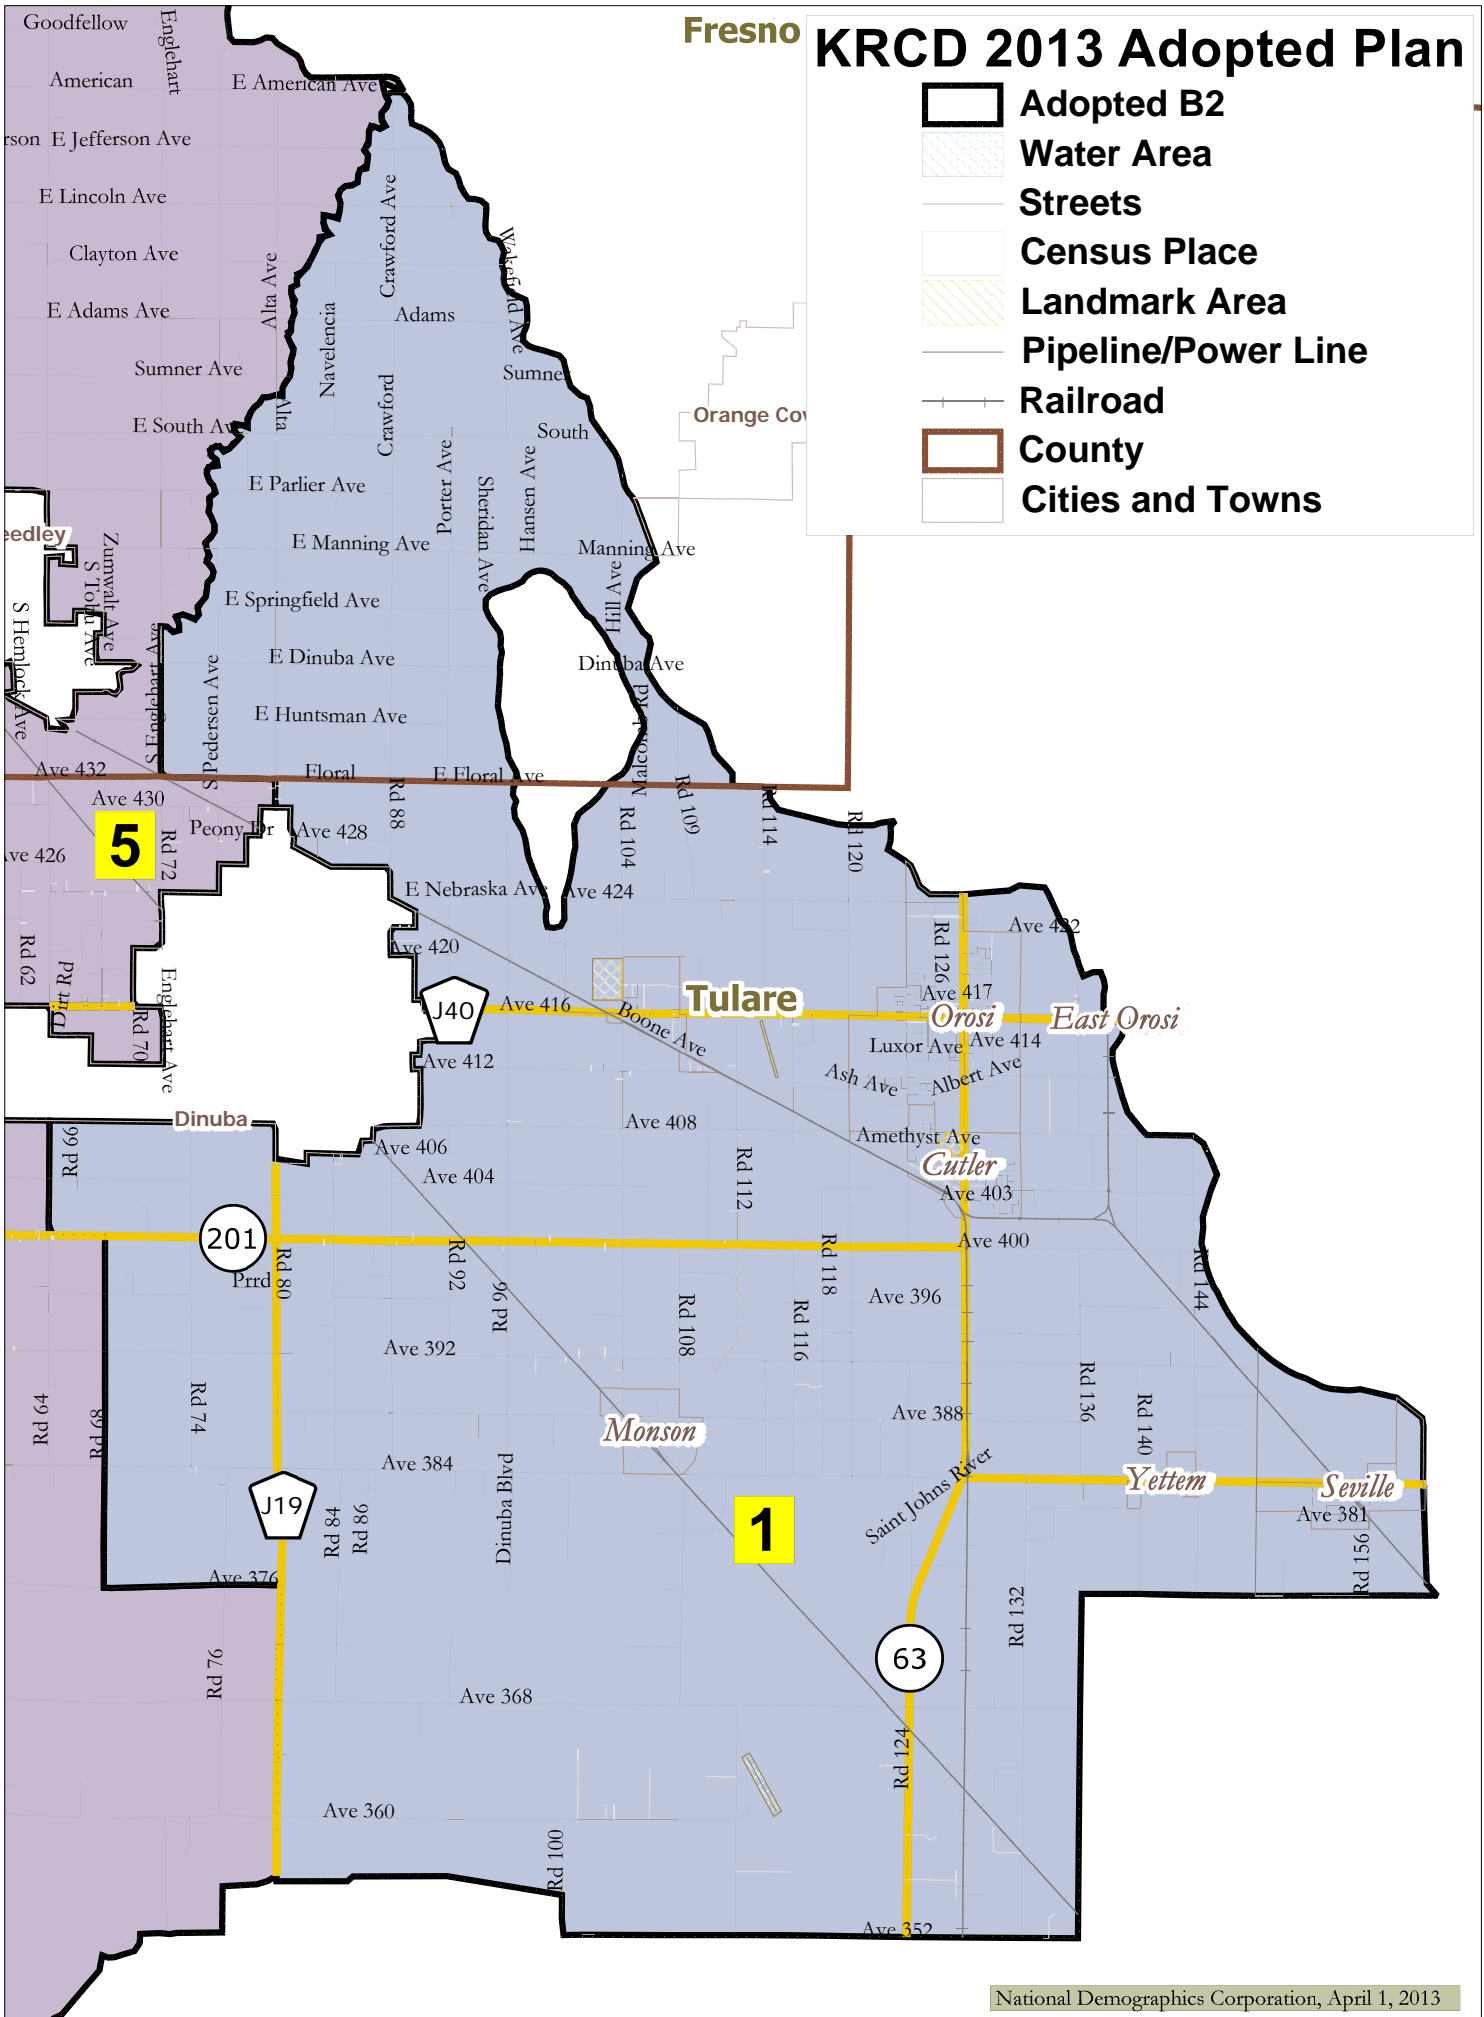 Fresno
KRCD 2013 Adopted Plan
Adopted B2
Water Area
Streets
Census Place
Landmark Area
Pipeline/Power Line
Railroad
County
Cities and Towns
Goodfellow
Englehart
American
E American Ave
rson
E Jefferson Ave
E Lincoln Ave
Crawford Ave
Clayton Ave
Wakefield Ave
Alta Ave
E Adams Ave
Navelencia
Adams
Sumner Ave
Sumner
Crawford
Alta
Orange Cov
E South Ave
South
Porter Ave
Hansen Ave
E Parlier Ave
Sheridan Ave
eedley
Zumwalt Ave
S Tobu Ave
E Manning Ave
Manning Ave
Hill Ave
S Hemlock Ave
E Springfield Ave
S Englehart Ave
E Dinuba Ave
Dinuba Ave
S Pedersen Ave
E Huntsman Ave
Ave 432
Floral
E Floral Ave
Rd 88
Rd 109
Rd 114
Rd 120
Ave 430
5
Peony Dr
Ave 428
Rd 104
Rd 72
Ave 426
E Nebraska Ave
Ave 424
Ave 422
Rd 62
Dirt Rd
Ave 420
Rd 126
Englehart Ave
J40
Ave 416
Tulare
Ave 417
Orosi
East Orosi
Rd 70
Boone Ave
Luxor Ave
Ave 414
Ave 412
Ash Ave
Albert Ave
Dinuba
Ave 408
Amethyst Ave
Rd 66
Ave 406
Cutler
Ave 404
Rd 112
Ave 403
201
Ave 400
Rd 80
Rd 92
Rd 118
Rd 144
Prrd
Rd 96
Ave 396
Rd 108
Rd 116
Ave 392
Rd 136
Rd 64
Rd 68
Rd 74
Ave 388
Rd 140
Monson
Ave 384
Dinuba Blvd
Saint Johns River
Yettem
Seville
J19
Rd 84
Rd 86
1
Ave 381
Rd 156
Ave 376
Rd 132
63
Rd 76
Ave 368
Rd 124
Ave 360
Rd 100
Ave 352
National Demographics Corporation, April 1, 2013